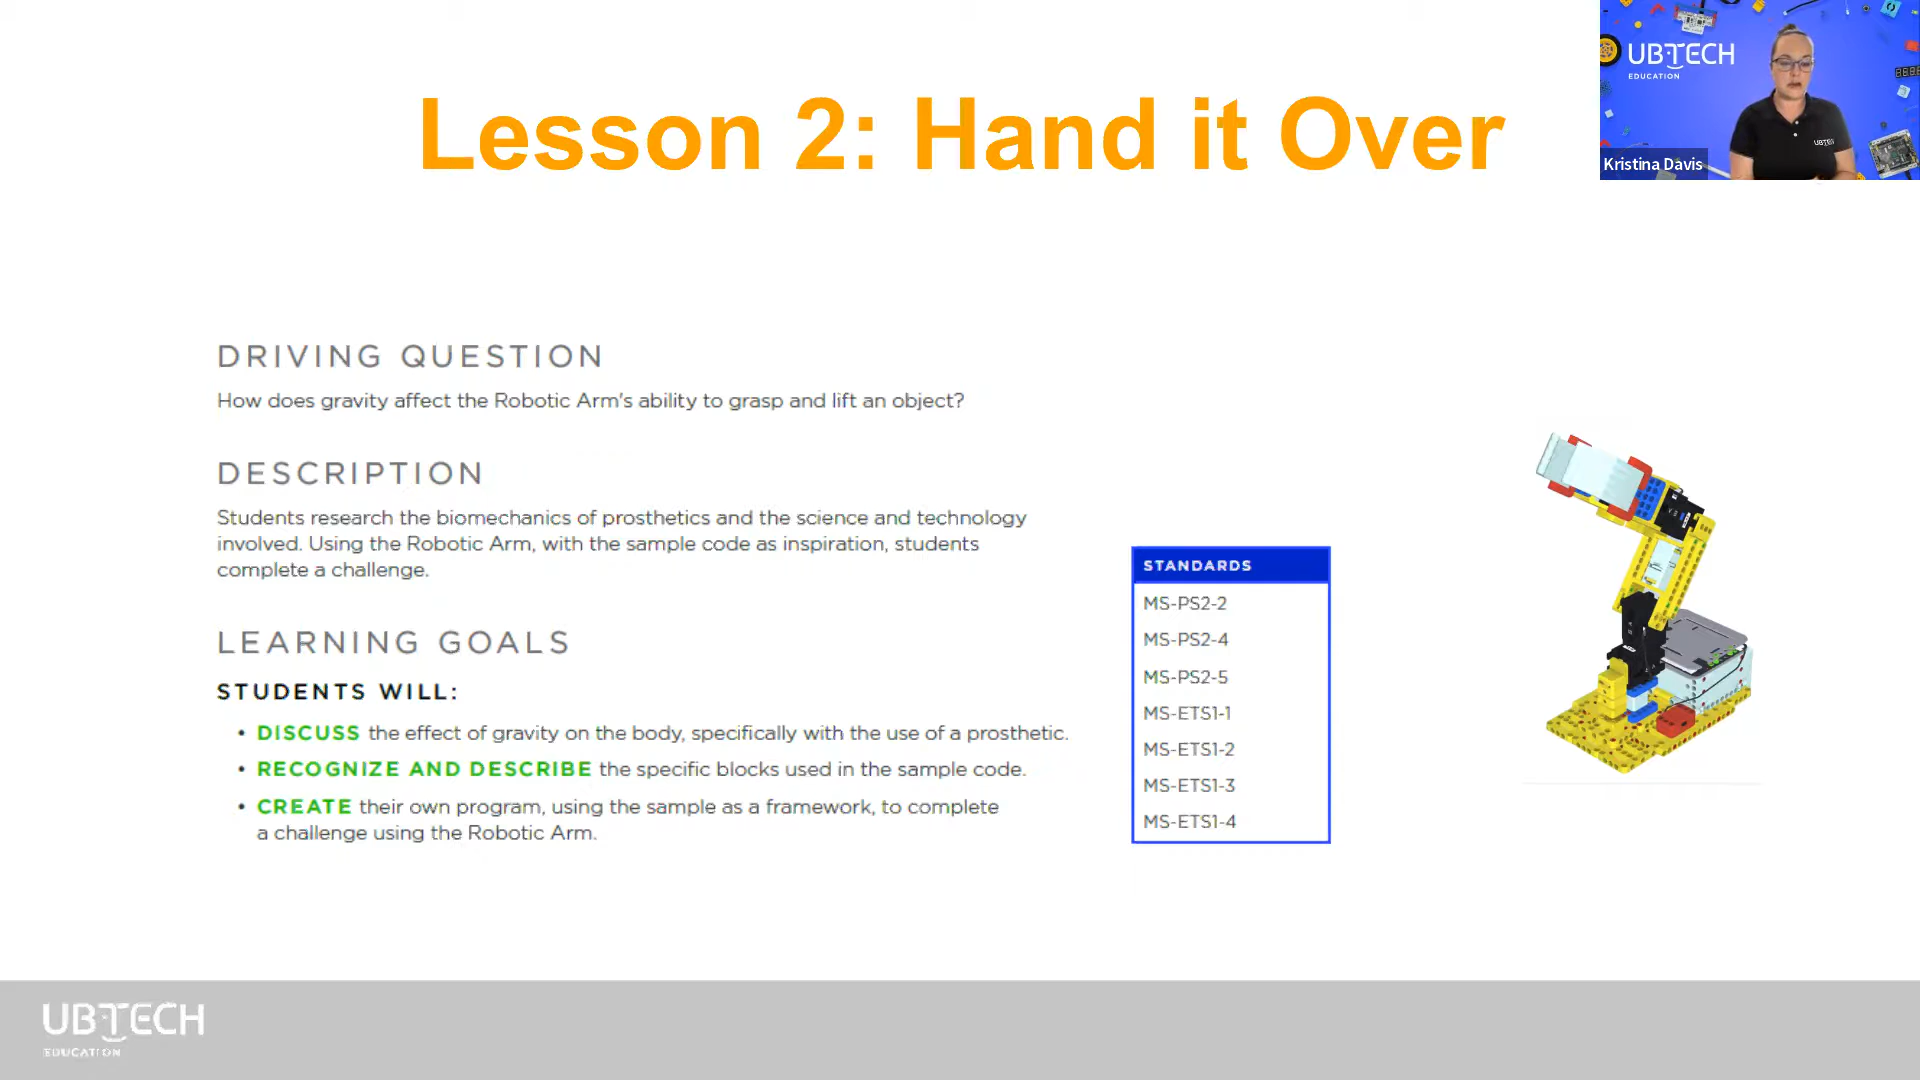 Lesson 2: Hand it Over
UBTECH
EDUCATION
UBTECH
Kristina Davis
DRIVING QUESTION
How does gravity affect the Robotic Arm's ability to grasp and lift an object?
DESCRIPTION
Students research the biomechanics of prosthetics and the science and technology
involved. Using the Robotic Arm, with the sample code as inspiration, students
complete a challenge.
LEARNING GOALS
STUDENTS WILL:
• DISCUSS the effect of gravity on the body, specifically with the use of a prosthetic.
• RECOGNIZE AND DESCRIBE the specific blocks used in the sample code.
• CREATE their own program, using the sample as a framework, to complete
a challenge using the Robotic Arm.
STANDARDS
MS-PS2-2
MS-PS2-4
MS-PS2-5
MS-ETS1-1
MS-ETS1-2
MS-ETS1-3
MS-ETS1-4
UBTECH
EDUCATION